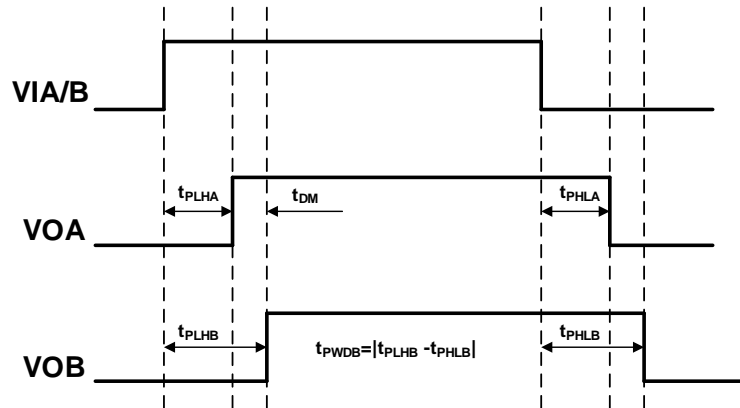 VIA/B
tPLHA
tDM
tPHLA
VOA
tPLHB
tPWDB=|tPLHB -tPHLB|
tPHLB
VOB